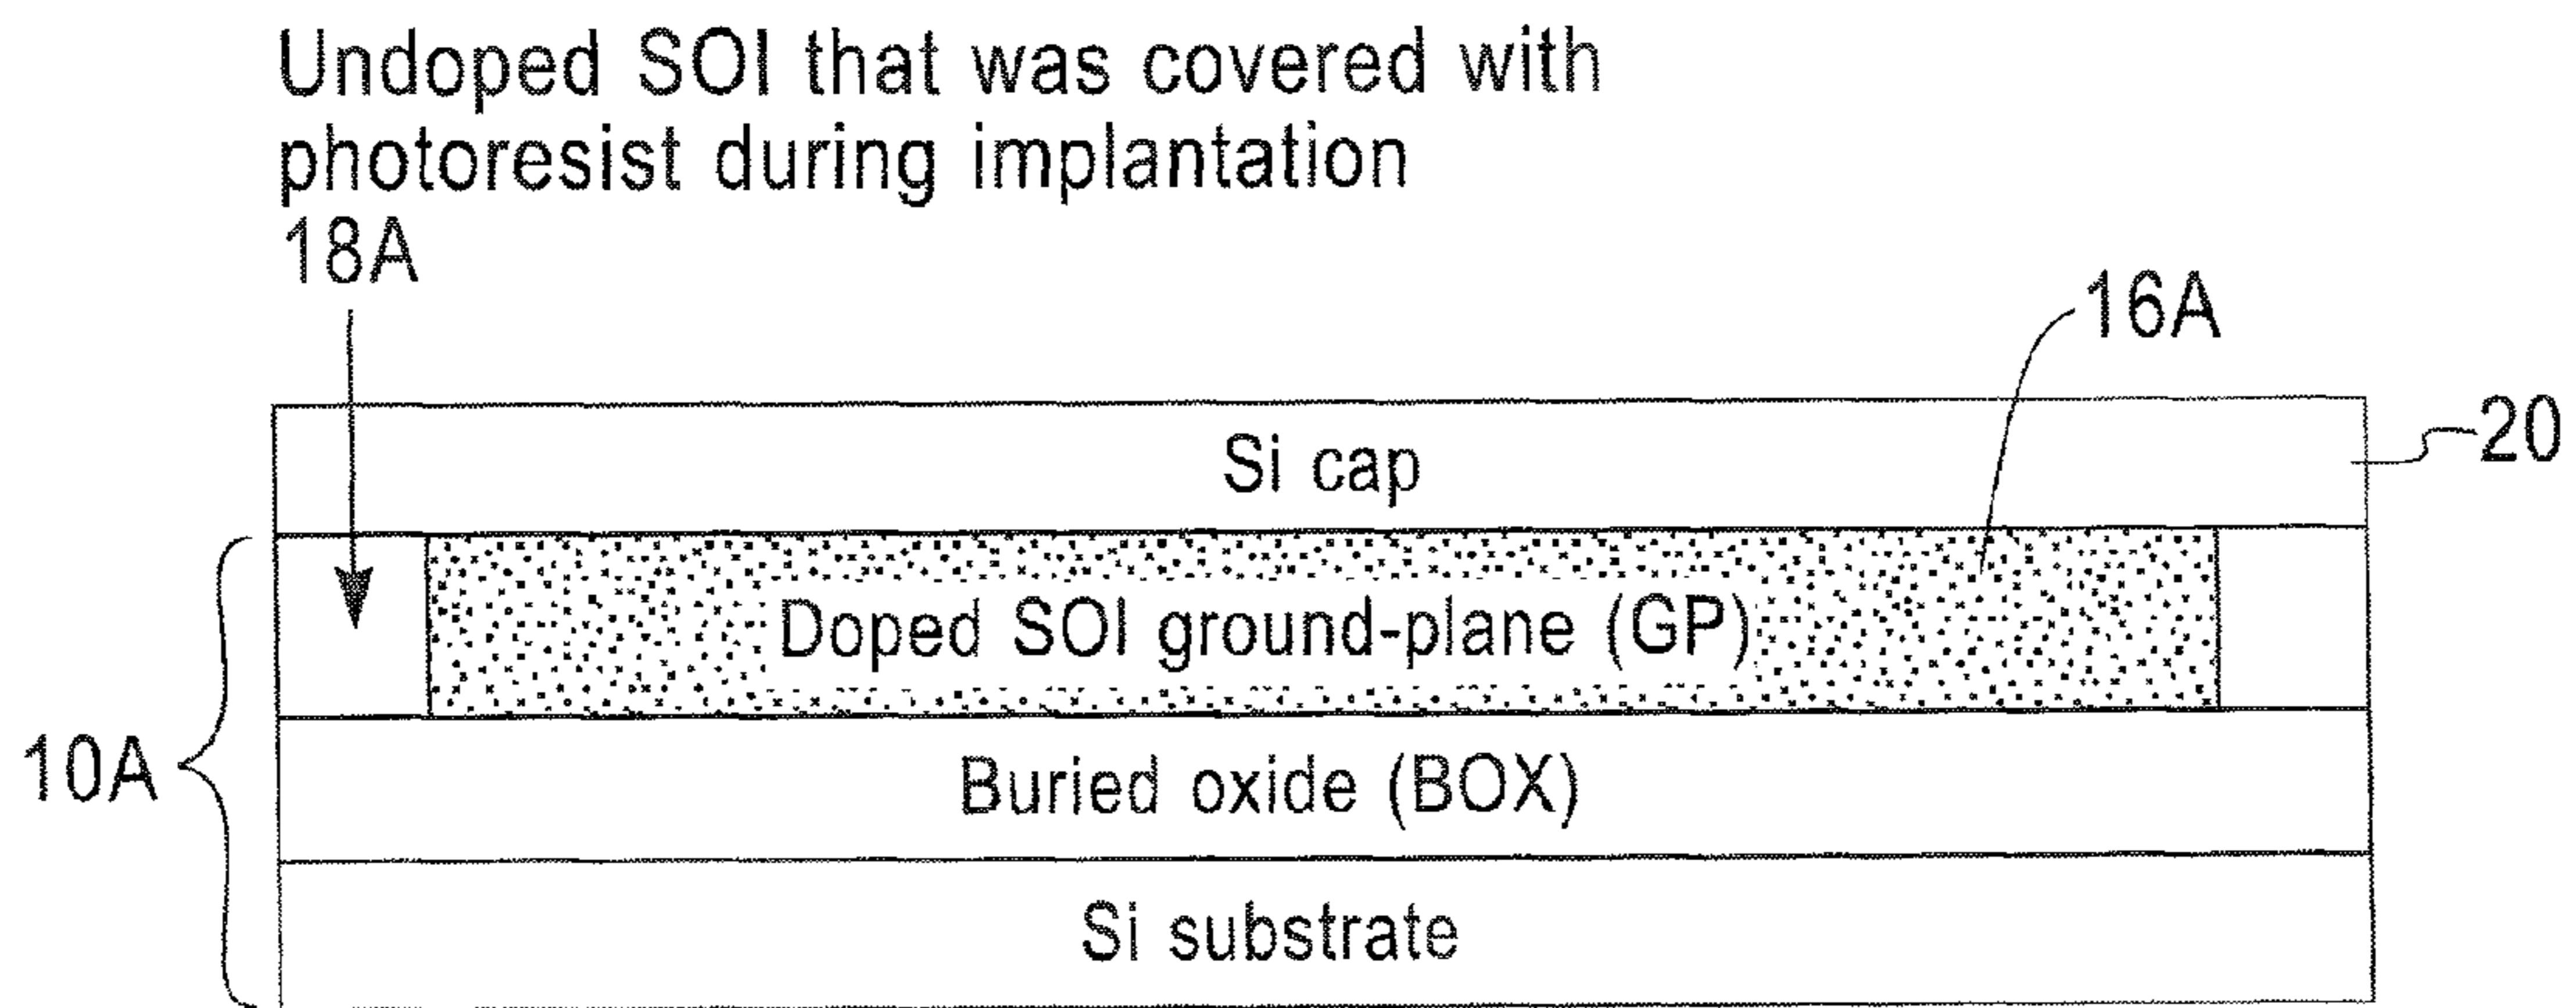 Undoped SOI that was covered with
photoresist during implantation
18A
16A
Si cap
20
Doped SOI ground-plane (GP)
10A
Buried oxide (BOX)
Si substrate